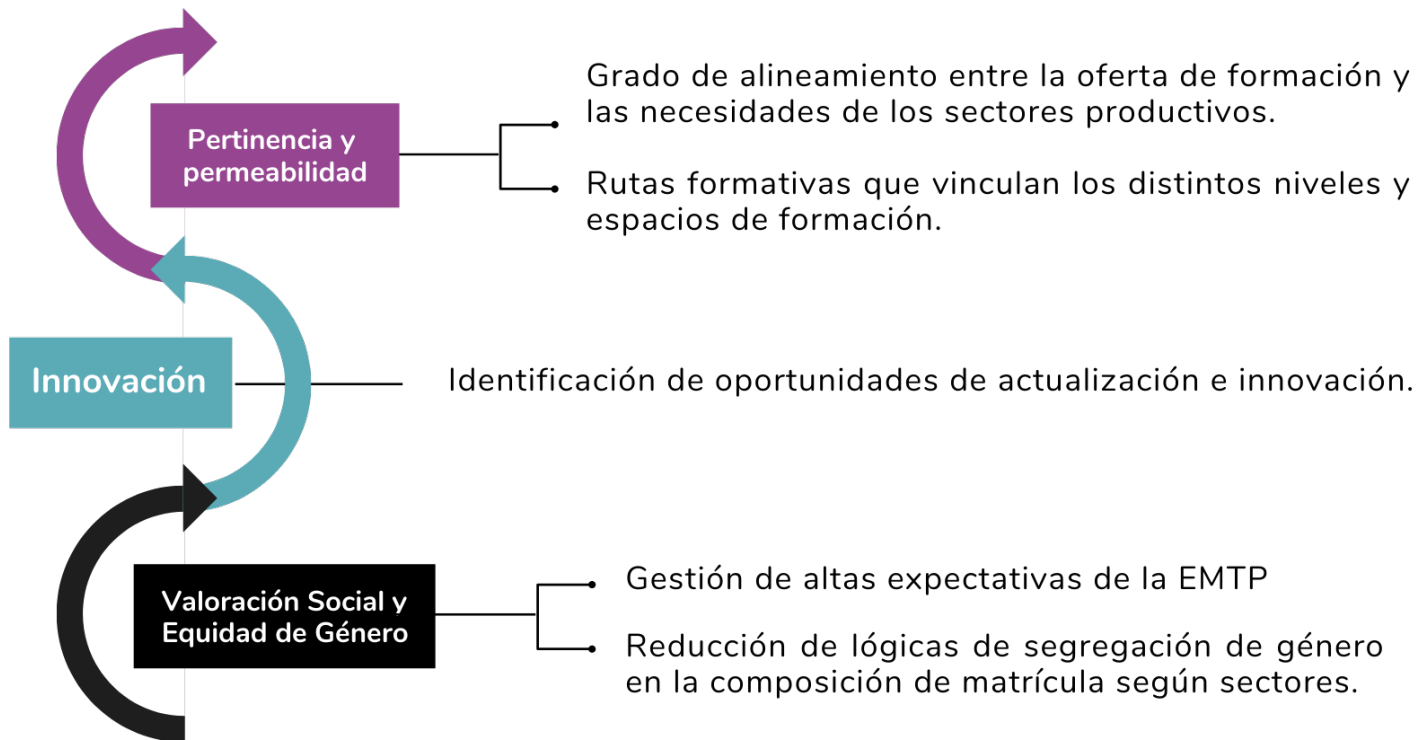 Pertinencia y
permeabilidad
Grado de alineamiento entre la oferta de formación y
las necesidades de los sectores productivos.
Rutas formativas que vinculan los distintos niveles y
espacios de formación.
Innovación
Identificación de oportunidades de actualización e innovación.
Valoración Social y
Equidad de Género
Gestión de altas expectativas de la EMTP
Reducción de lógicas de segregación de género
en la composición de matrícula según sectores.